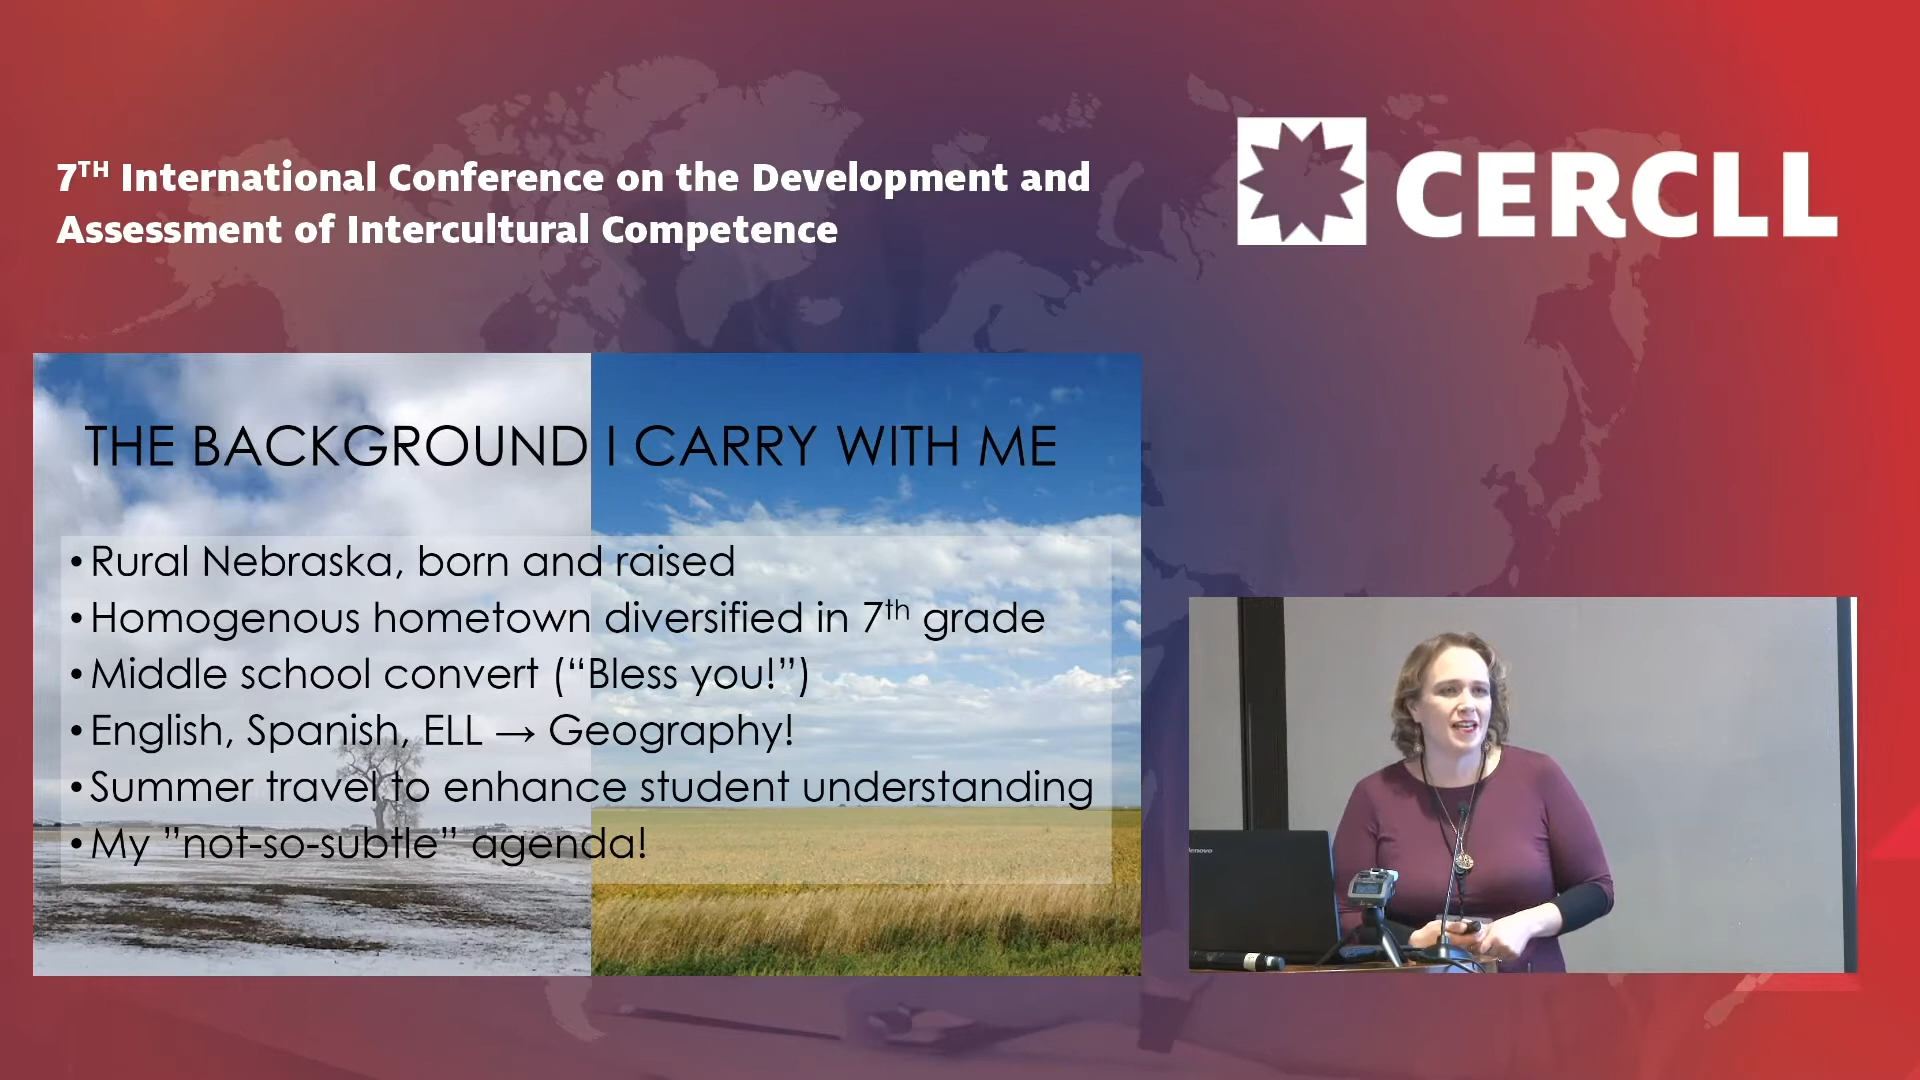 7TH International Conference on the Development and
Assessment of Intercultural Competence
CERCLL
THE BACKGROUND I CARRY WITH ME
•Rural Nebraska, born and raised
•Homogenous hometown diversified in 7th grade
•Middle school convert (“Bless you!”)
•English, Spanish, ELL → Geography!
•Summer travel to enhance student understanding
•My ”not-so-subtle” agenda!
lenovo